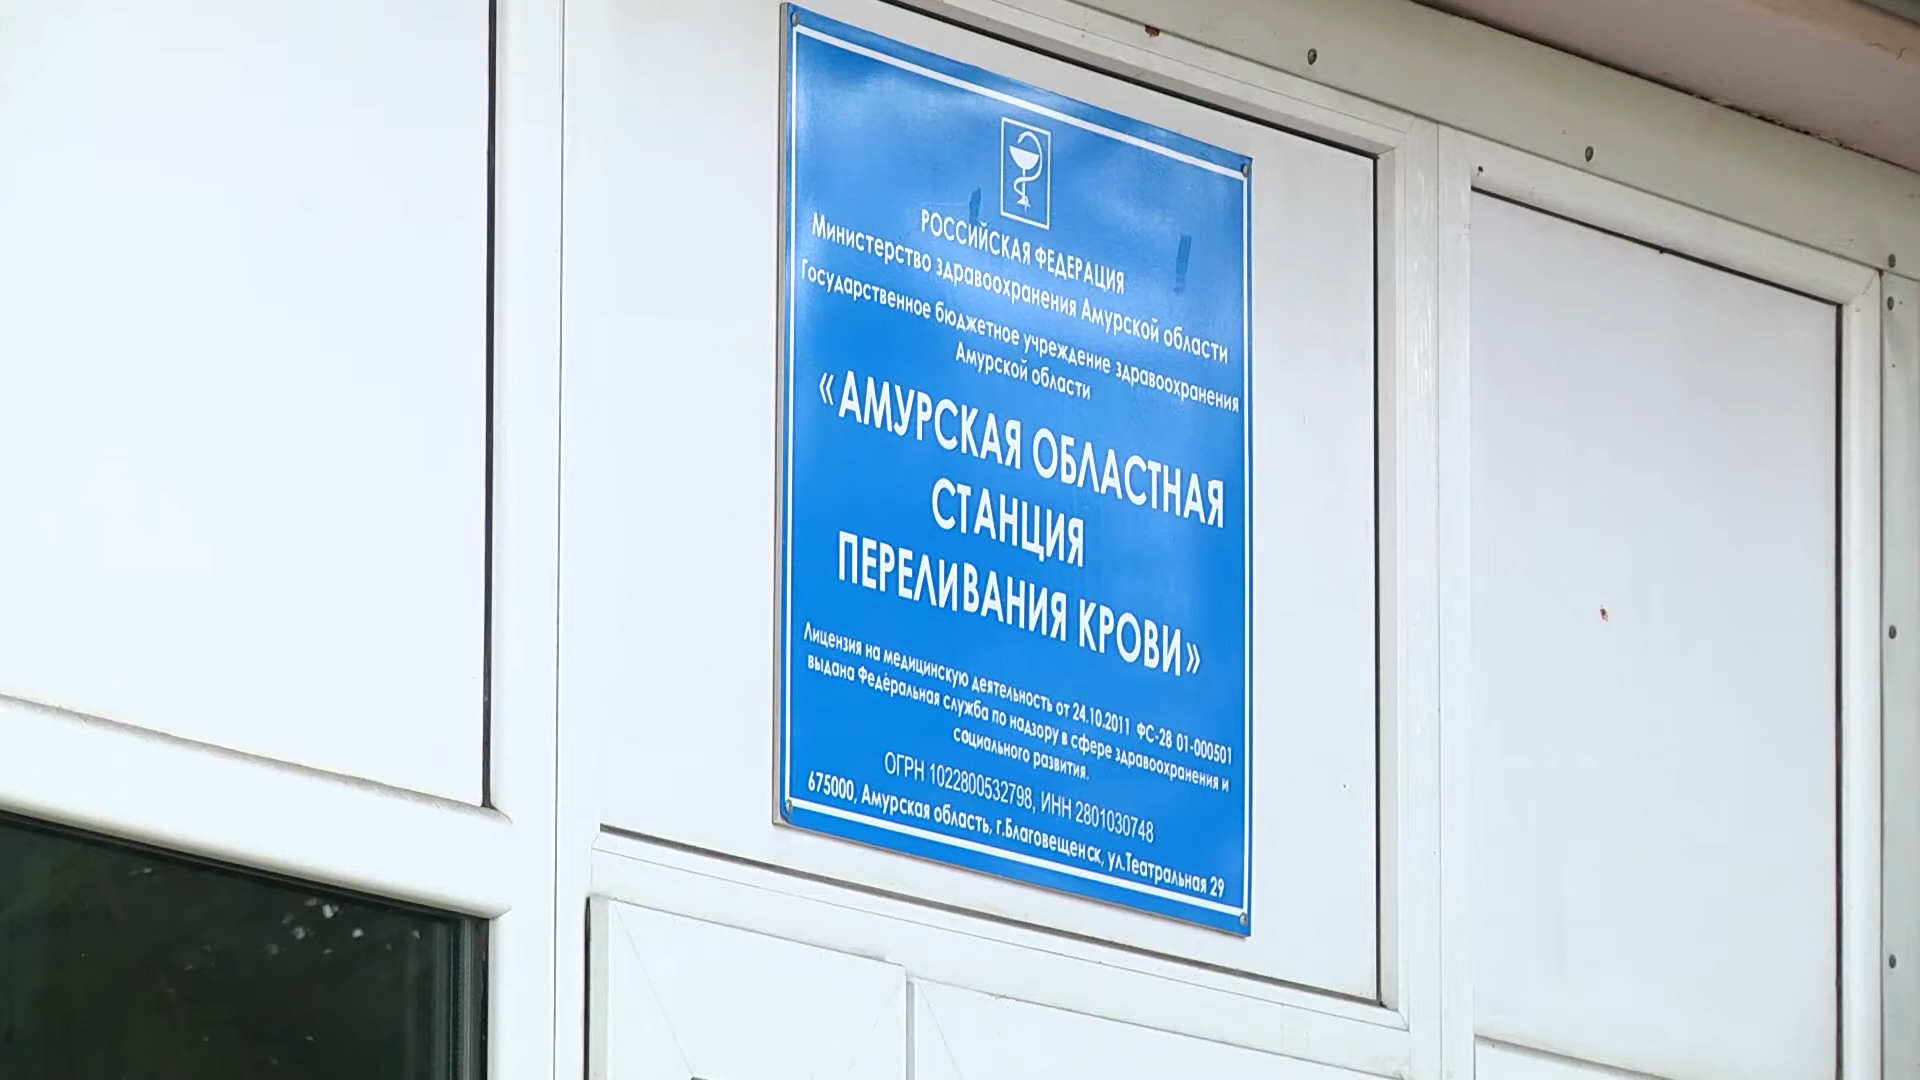 РОССИЙСКАЯ ФЕДЕРАЦИЯ
Министерство здравоохранения Амурской области
Государственное бюджетное учреждение здравоохранения
Амурской области
«АМУРСКАЯ ОБЛАСТНАЯ
СТАНЦИЯ
ПЕРЕЛИВАНИЯ КРОВИ»
Лицензия на медицинскую деятельность от 24.10.2011 ФС-28 01-000501
выдана Федеральная служба по надзору в сфере здравоохранения и
социального развития.
ОГРН 1022800532798, ИНН 2801030748
675000, Амурская область, г.Благовещенск, ул.Театральная 29